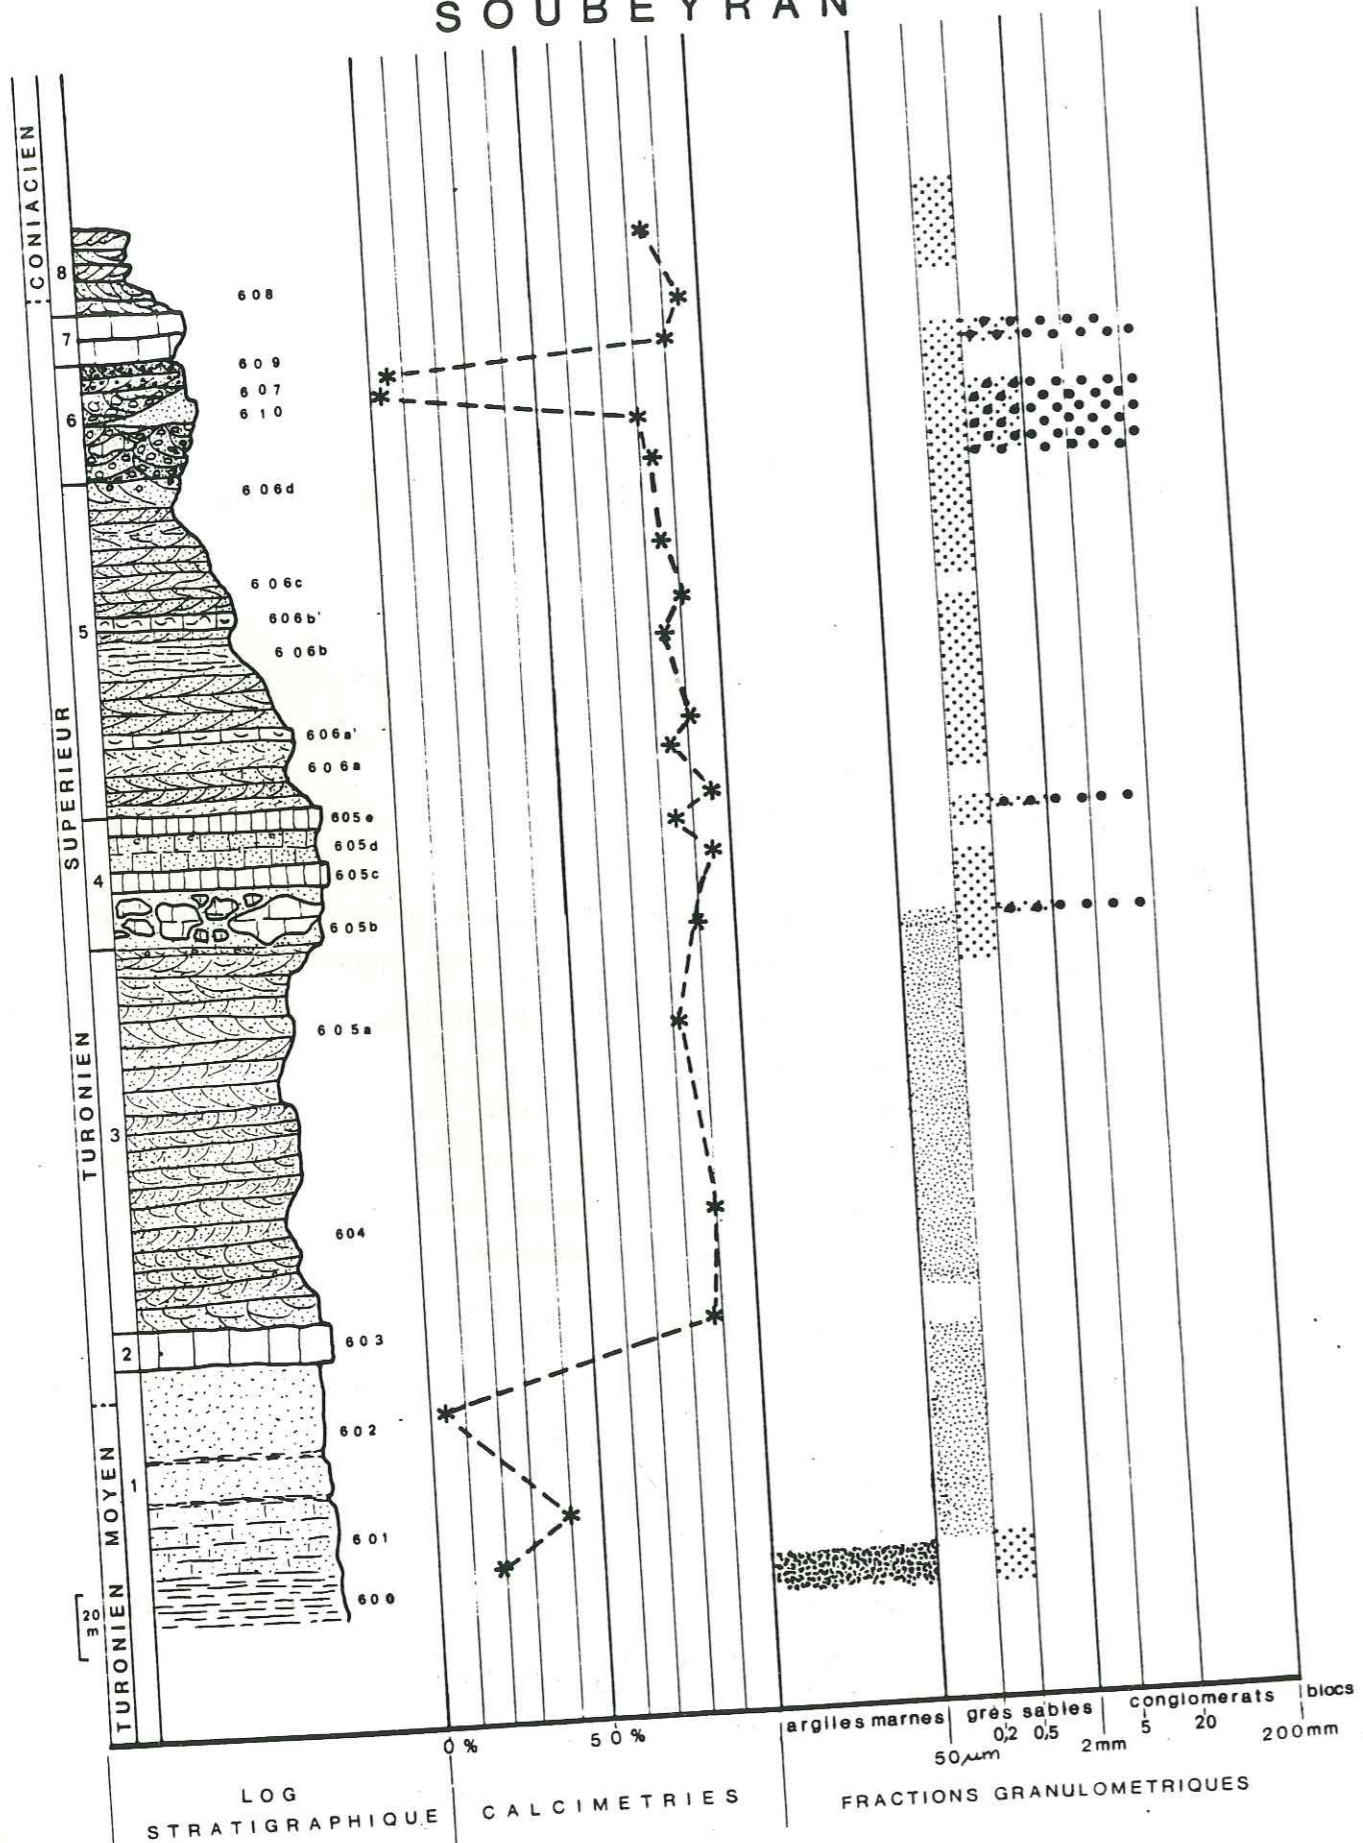 SOUBEYRAN
CONIACIEN
8
608
7
609
607
6
610
606d
606c
606b'
5
606b
SUPERIEUR
606a'
606a
605e
605d
4
605c
605b
TURONIEN
605a
3
604
2
603
602
TURONIEN MOYEN
1
601
600
20
m
0 %
50 %
argiles marnes
grès sables
conglomerats
blocs
50 µm
0,2
0,5
2mm
5
20
200mm
LOG
STRATIGRAPHIQUE
CALCIMETRIES
FRACTIONS GRANULOMETRIQUES